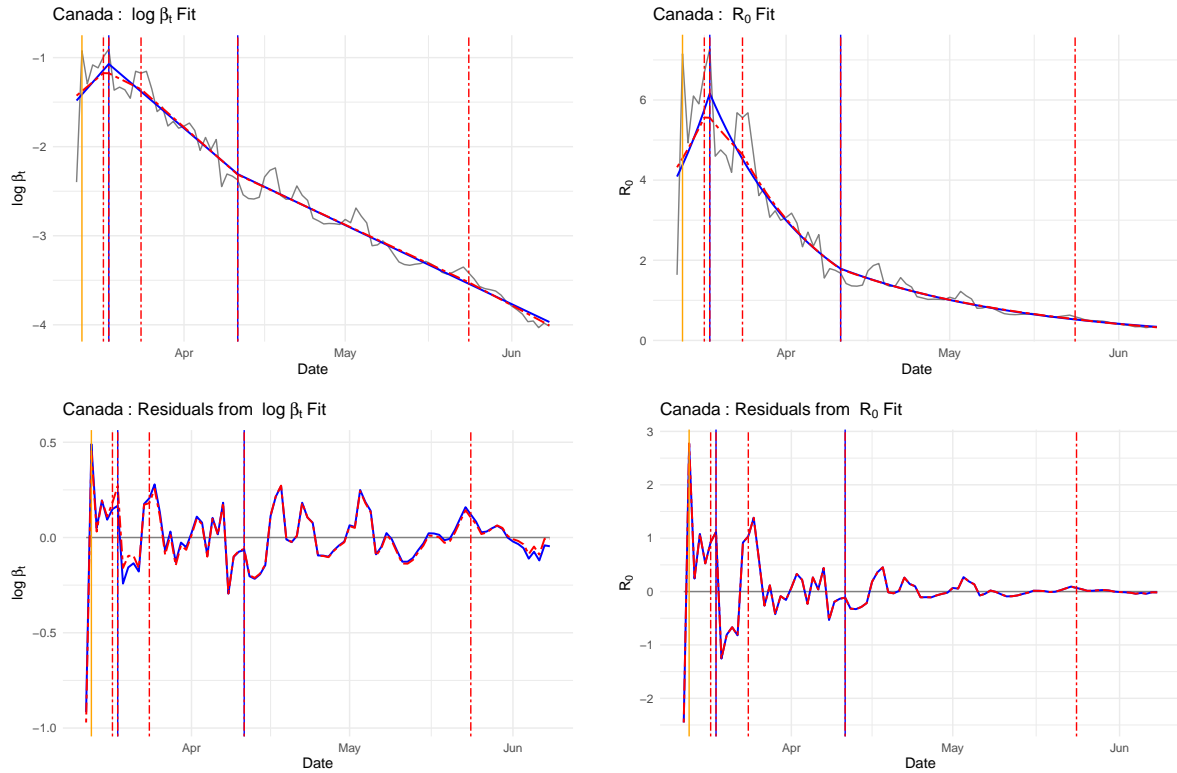 Canada : log βt Fit
−1
−2
−3
−4
log βt
Apr
May
Jun
Date
Canada : R0 Fit
6
4
2
0
R0
Apr
May
Jun
Date
Canada : Residuals from log βt Fit
0.5
0.0
−0.5
−1.0
log βt
Apr
May
Jun
Date
Canada : Residuals from R0 Fit
3
2
1
0
−1
−2
R0
Apr
May
Jun
Date